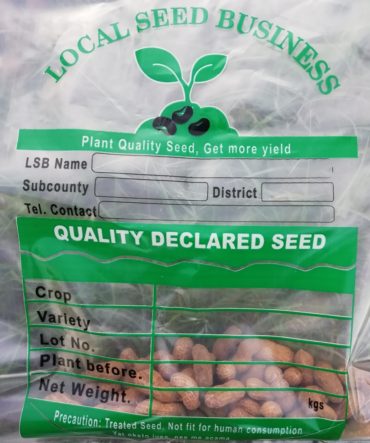 LOCAL SEED BUSINESS
Plant Quality Seed, Get more yield
LSB Name
Subcounty District
Tel. Contact
QUALITY DECLARED SEED
Crop
Variety
Lot No.
Plant before.
Net Weight. kgs
Precaution: Treated Seed. Not fit for human consumption